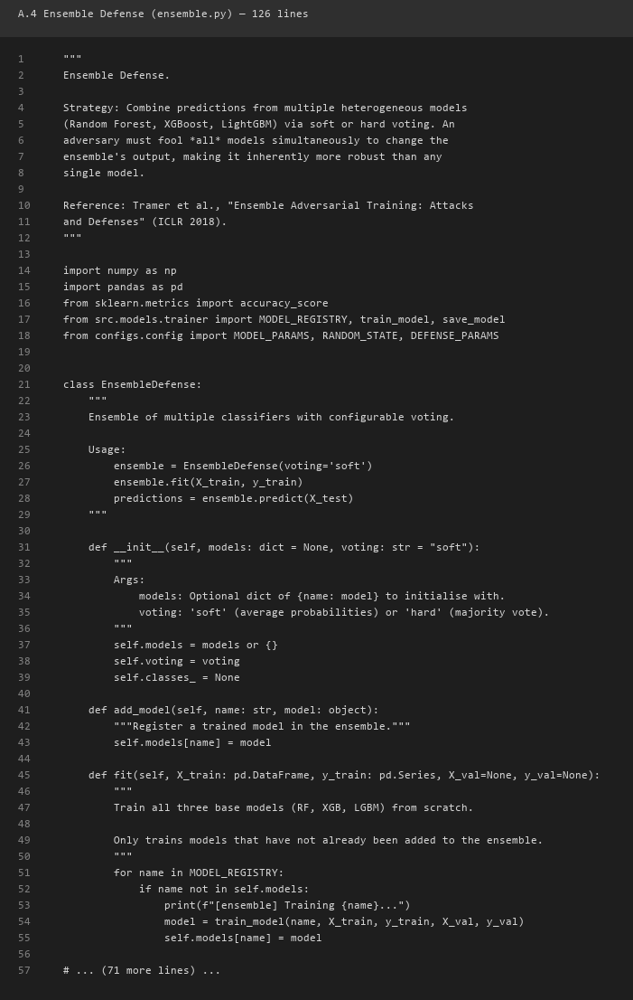 A.4 Ensemble Defense (ensemble.py) — 126 lines
1 """
2 Ensemble Defense.
3
4 Strategy: Combine predictions from multiple heterogeneous models
5 (Random Forest, XGBoost, LightGBM) via soft or hard voting. An
6 adversary must fool *all* models simultaneously to change the
7 ensemble's output, making it inherently more robust than any
8 single model.
9
10 Reference: Tramer et al., "Ensemble Adversarial Training: Attacks
11 and Defenses" (ICLR 2018).
12 """
13
14 import numpy as np
15 import pandas as pd
16 from sklearn.metrics import accuracy_score
17 from src.models.trainer import MODEL_REGISTRY, train_model, save_model
18 from configs.config import MODEL_PARAMS, RANDOM_STATE, DEFENSE_PARAMS
19
20
21 class EnsembleDefense:
22     """
23     Ensemble of multiple classifiers with configurable voting.
24
25     Usage:
26         ensemble = EnsembleDefense(voting='soft')
27         ensemble.fit(X_train, y_train)
28         predictions = ensemble.predict(X_test)
29     """
30
31     def __init__(self, models: dict = None, voting: str = "soft"):
32         """
33         Args:
34             models: Optional dict of {name: model} to initialise with.
35             voting: 'soft' (average probabilities) or 'hard' (majority vote).
36         """
37         self.models = models or {}
38         self.voting = voting
39         self.classes_ = None
40
41     def add_model(self, name: str, model: object):
42         """Register a trained model in the ensemble."""
43         self.models[name] = model
44
45     def fit(self, X_train: pd.DataFrame, y_train: pd.Series, X_val=None, y_val=None):
46         """
47         Train all three base models (RF, XGB, LGBM) from scratch.
48
49         Only trains models that have not already been added to the ensemble.
50         """
51         for name in MODEL_REGISTRY:
52             if name not in self.models:
53                 print(f"[ensemble] Training {name}...")
54                 model = train_model(name, X_train, y_train, X_val, y_val)
55                 self.models[name] = model
56
57 # ... (71 more lines) ...